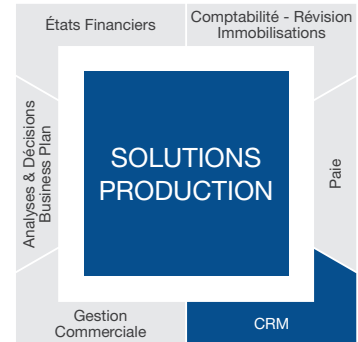 États Financiers
Comptabilité - Révision
Immobilisations
Analyses & Décisions
Business Plan
SOLUTIONS
PRODUCTION
Paie
Gestion
Commerciale
CRM